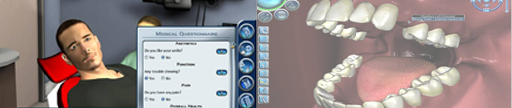 MEDICAL QUESTIONNAIRE
AESTHETICS
Do you like your smile?
Yes No
FUNCTION
Any trouble chewing?
Yes No
PAIN
Do you have any pain?
Yes No
OVERALL HEALTH